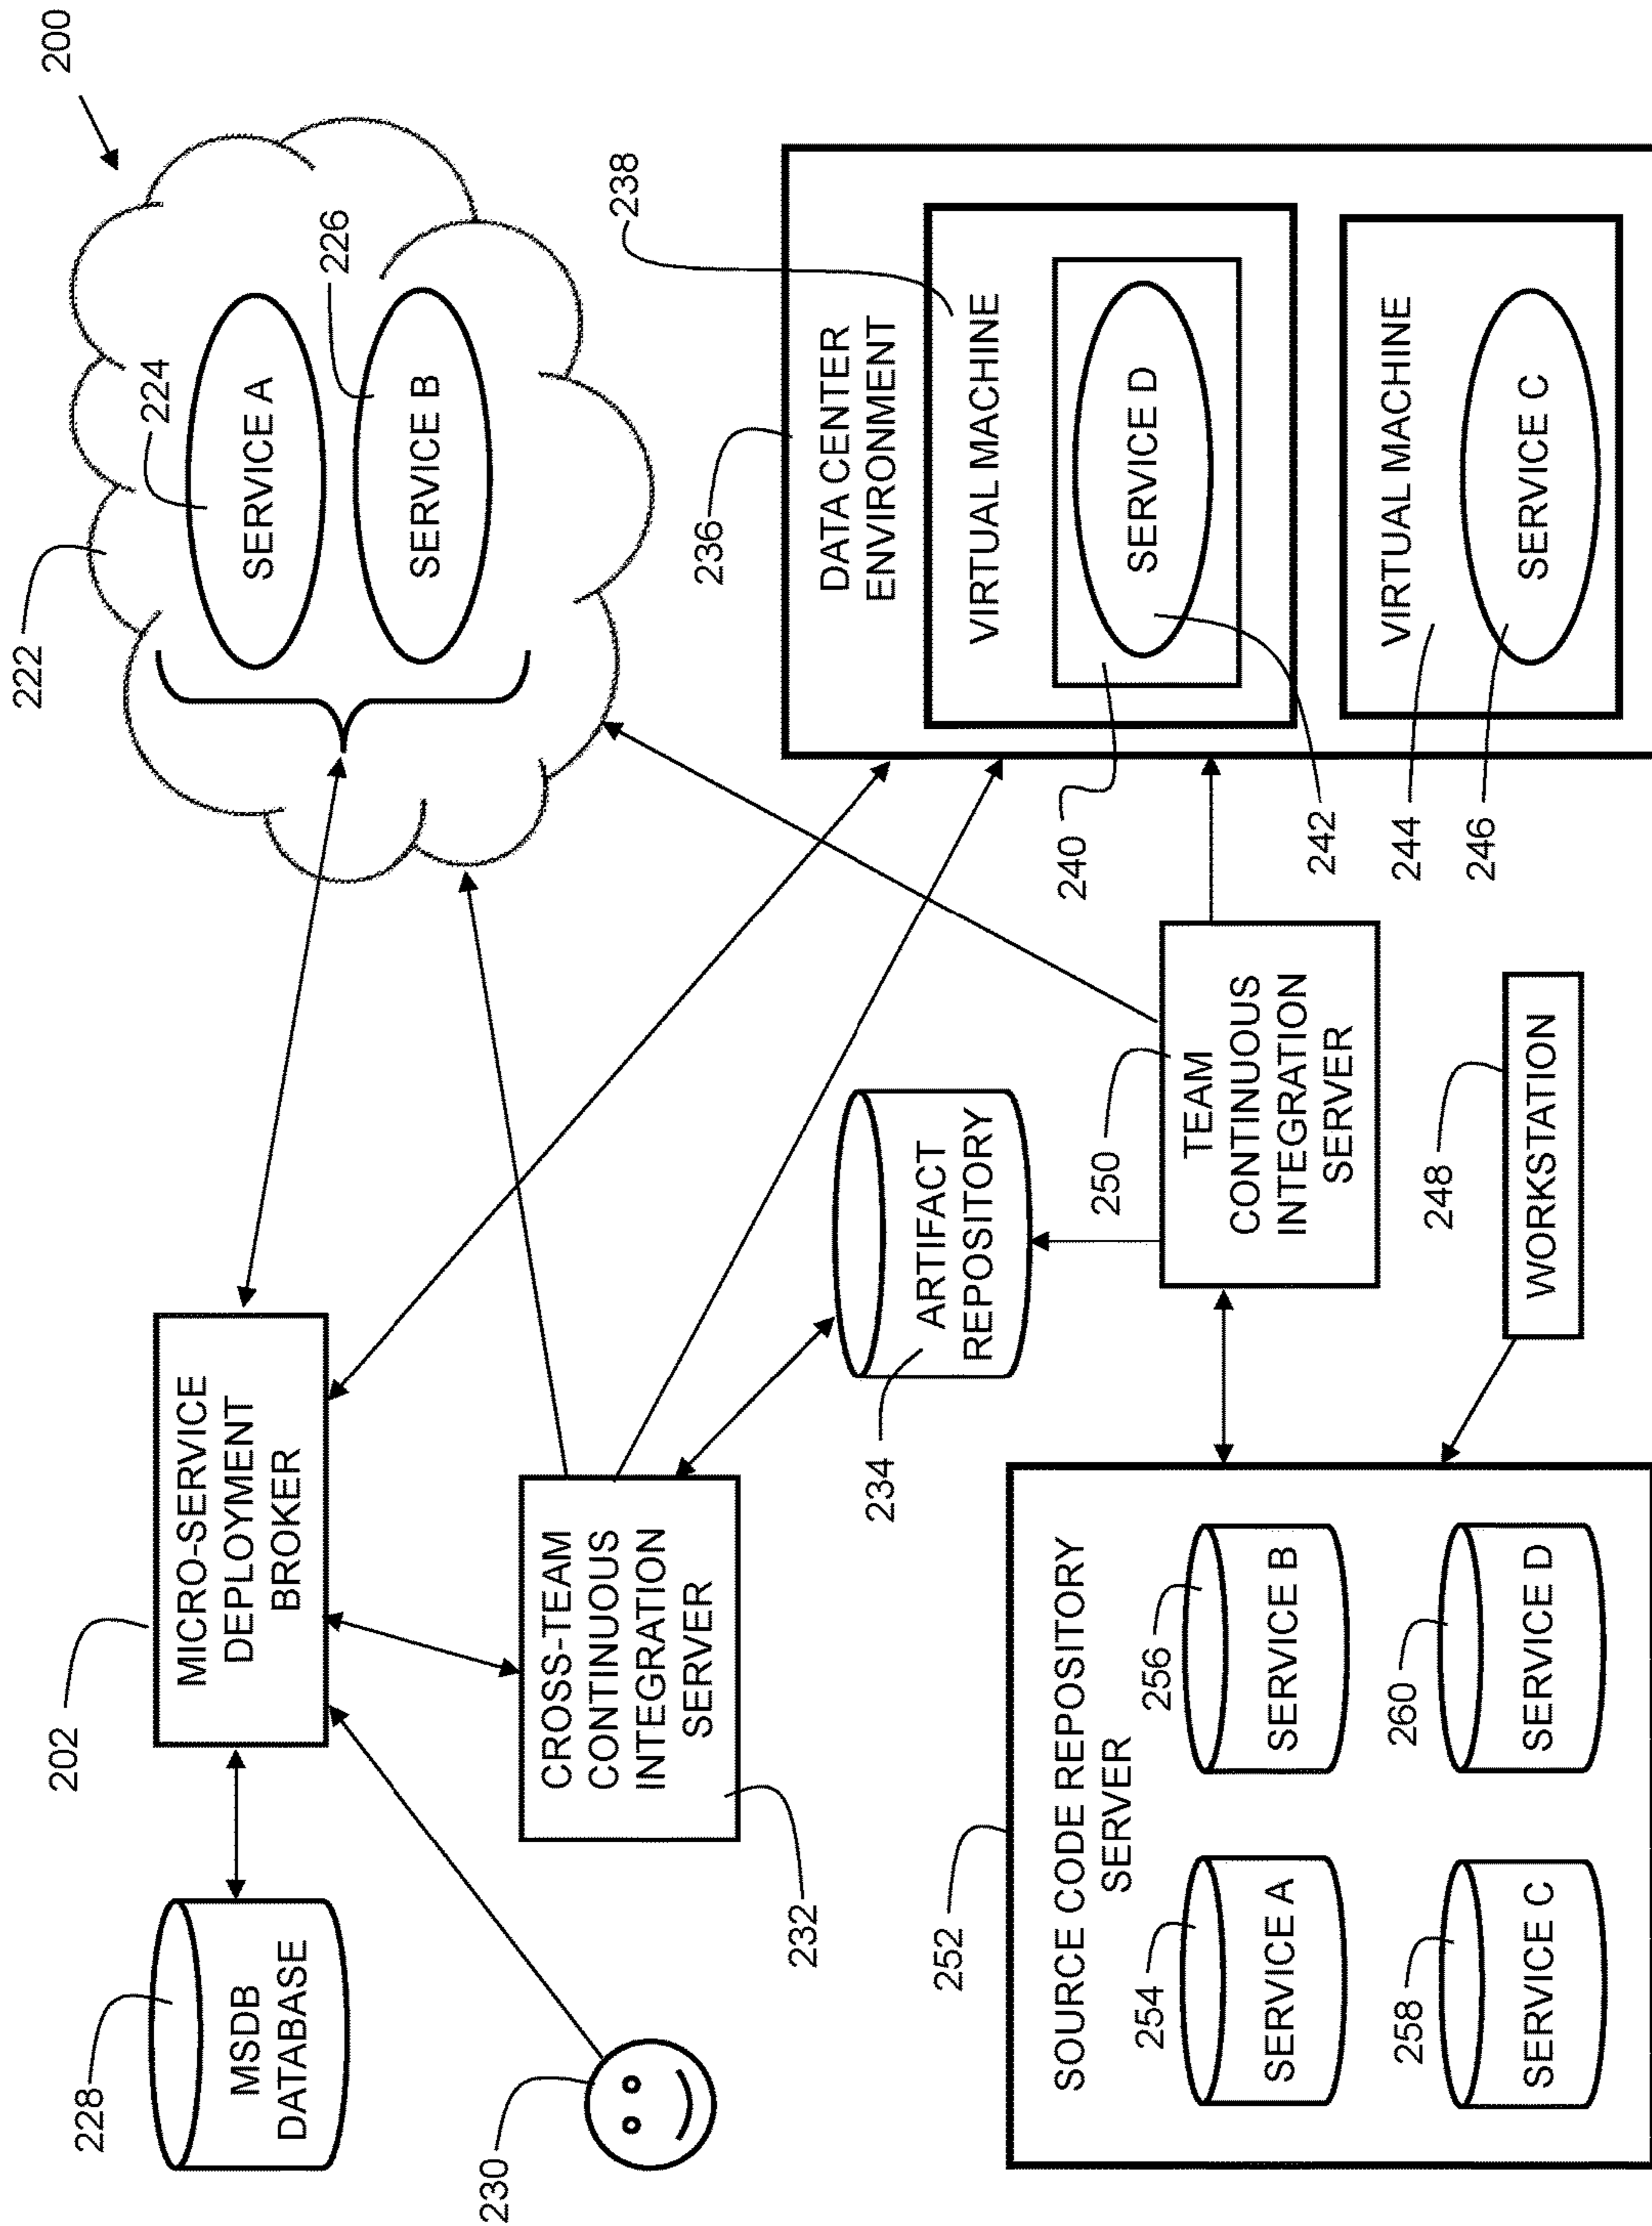 200
222
224
SERVICE A
226
SERVICE B
202
MICRO-SERVICE
DEPLOYMENT
BROKER
228
MSDB
DATABASE
230
232
CROSS-TEAM
CONTINUOUS
INTEGRATION
SERVER
234
ARTIFACT
REPOSITORY
236
DATA CENTER
ENVIRONMENT
238
VIRTUAL MACHINE
240
SERVICE D
242
VIRTUAL MACHINE
244
SERVICE C
246
250
TEAM
CONTINUOUS
INTEGRATION
SERVER
248
WORKSTATION
252
SOURCE CODE REPOSITORY
SERVER
254
SERVICE A
256
SERVICE B
258
SERVICE C
260
SERVICE D